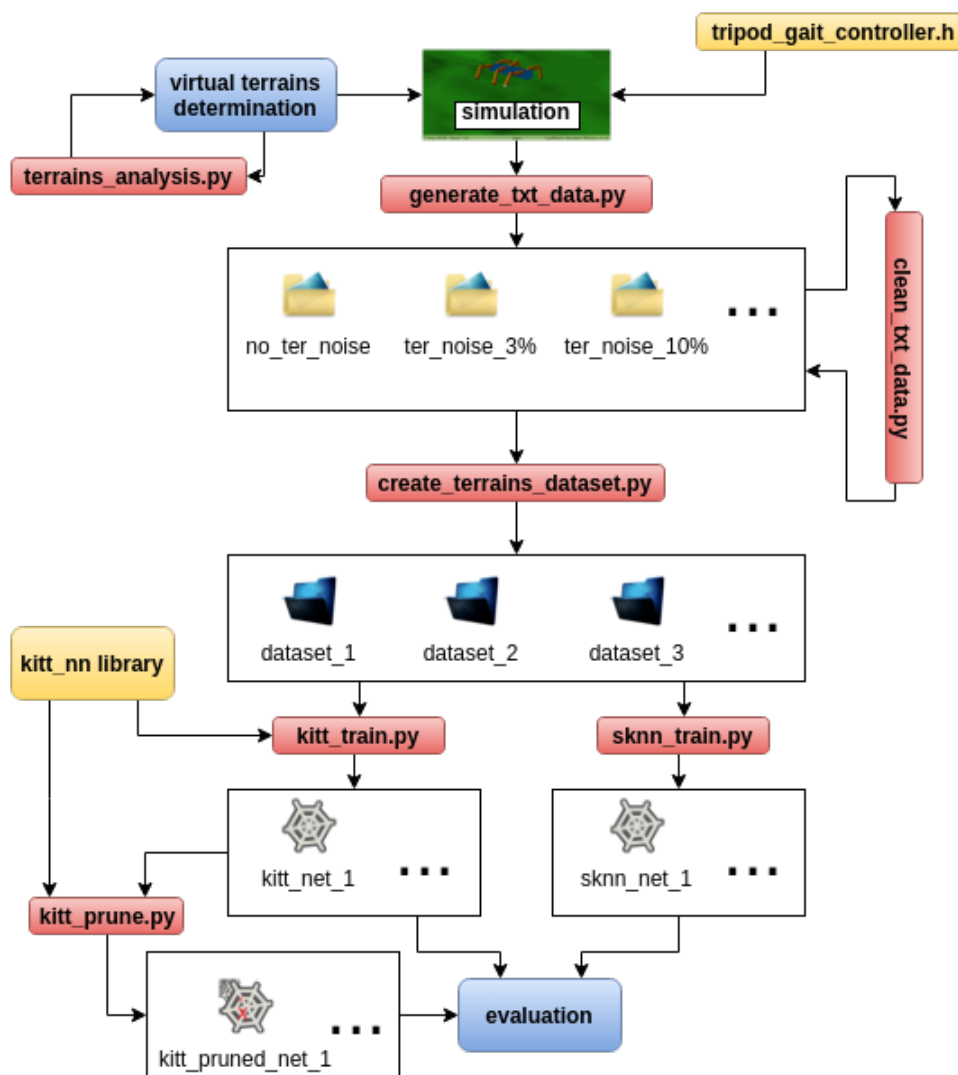 tripod_gait_controller.h
virtual terrains
determination
simulation
terrains_analysis.py
generate_txt_data.py
clean_txt_data.py
no_ter_noise
ter_noise_3%
ter_noise_10%
...
create_terrains_dataset.py
dataset_1
dataset_2
dataset_3
...
kitt_nn library
kitt_train.py
sknn_train.py
kitt_net_1
...
sknn_net_1
...
kitt_prune.py
kitt_pruned_net_1
...
evaluation